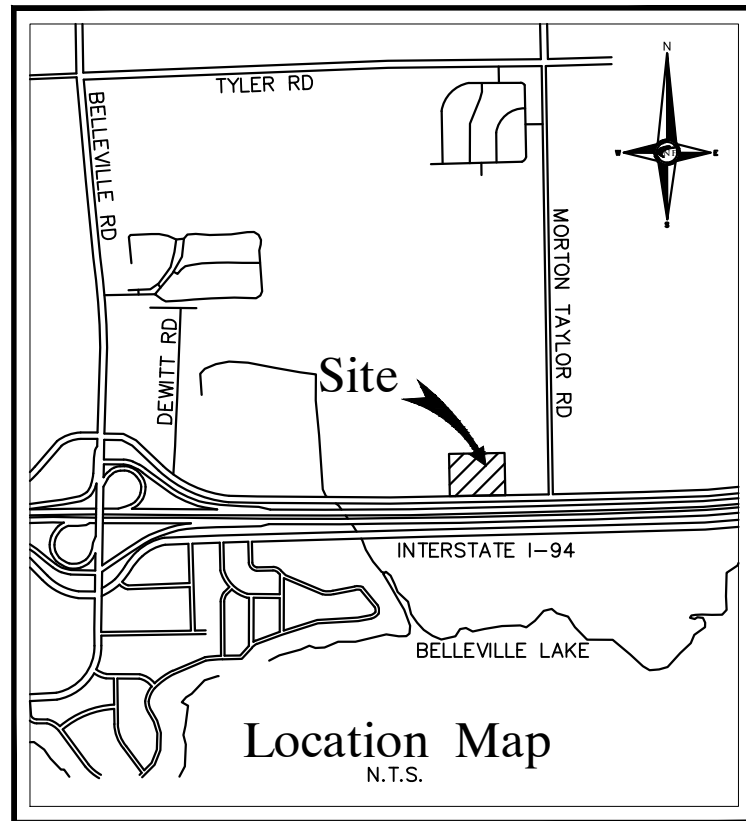 N
TYLER RD
BELLEVILLE RD
W
E
S
MORTON TAYLOR RD
DEWITT RD
Site
INTERSTATE I-94
BELLEVILLE LAKE
Location Map
N.T.S.